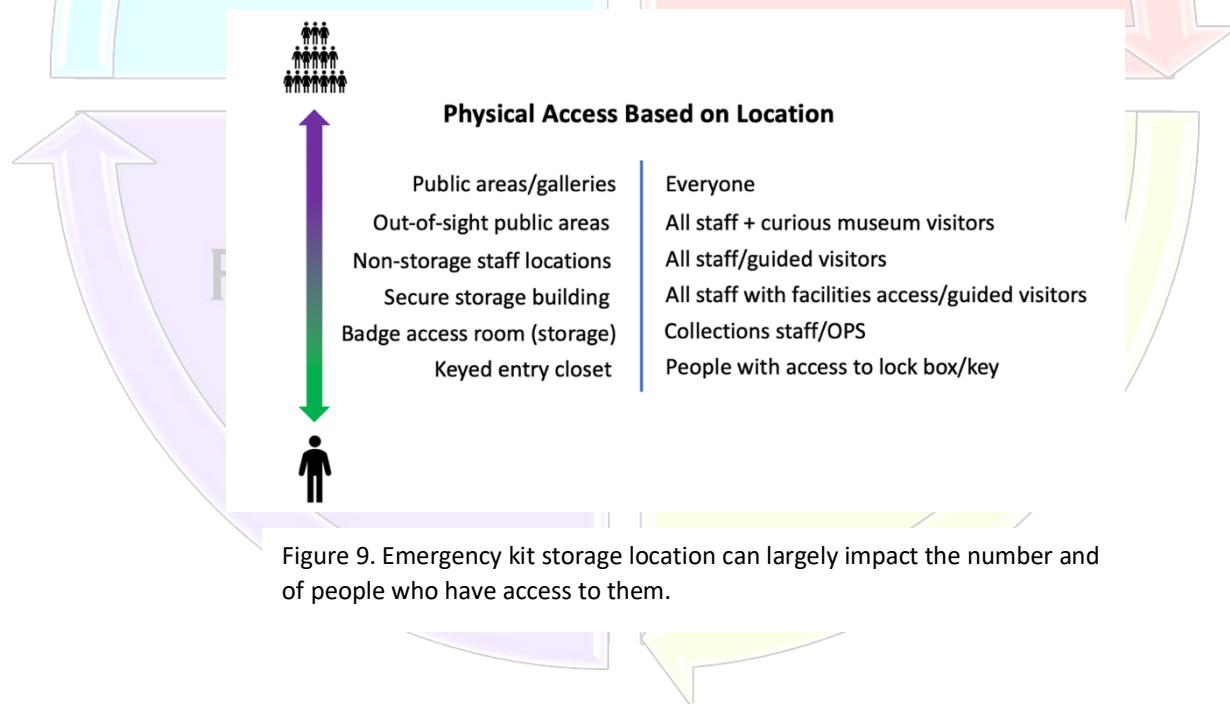 Physical Access Based on Location
Public areas/galleries Everyone
Out-of-sight public areas All staff + curious museum visitors
Non-storage staff locations All staff/guided visitors
Secure storage building All staff with facilities access/guided visitors
Badge access room (storage) Collections staff/OPS
Keyed entry closet People with access to lock box/key
Figure 9. Emergency kit storage location can largely impact the number and
of people who have access to them.